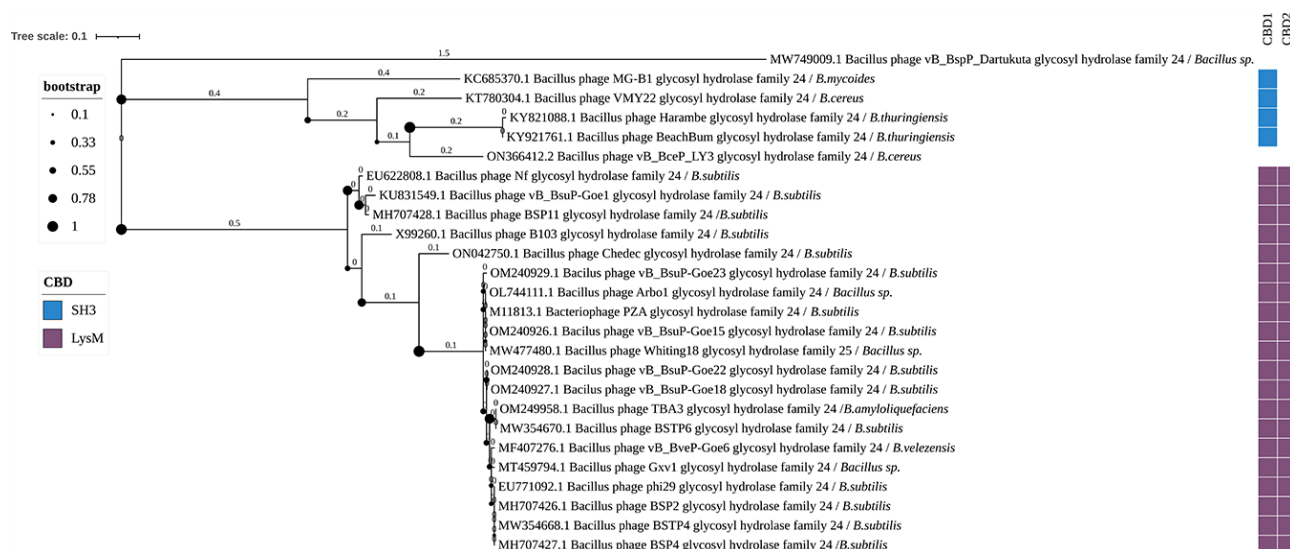 CBD1
CBD2
Tree scale: 0.1
1.5
MW749009.1 Bacillus phage vB_BspP_Dartukuta glycosyl hydrolase family 24 / Bacillus sp.
bootstrap
0.1
0.33
0.55
0.78
1
0.4
KC685370.1 Bacillus phage MG-B1 glycosyl hydrolase family 24 / B.mycoides
0.4
0.2
KT780304.1 Bacillus phage VMY22 glycosyl hydrolase family 24 / B.cereus
0.2
0
KY821088.1 Bacillus phage Harambe glycosyl hydrolase family 24 / B.thuringiensis
0.2
0
0.1
0
KY921761.1 Bacillus phage BeachBum glycosyl hydrolase family 24 / B.thuringiensis
0.2
ON366412.2 Bacillus phage vB_BceP_LY3 glycosyl hydrolase family 24 / B.cereus
0
EU622808.1 Bacillus phage Nf glycosyl hydrolase family 24 / B.subtilis
0
0
KU831549.1 Bacillus phage vB_BsuP-Goe1 glycosyl hydrolase family 24 / B.subtilis
0
0
MH707428.1 Bacillus phage BSP11 glycosyl hydrolase family 24 /B.subtilis
0.5
0.1
X99260.1 Bacillus phage B103 glycosyl hydrolase family 24 / B.subtilis
0.1
ON042750.1 Bacillus phage Chedec glycosyl hydrolase family 24 / B.subtilis
0
0
OM240929.1 Bacillus phage vB_BsuP-Goe23 glycosyl hydrolase family 24 / B.subtilis
CBD
SH3
LysM
OL744111.1 Bacillus phage Arbo1 glycosyl hydrolase family 24 / Bacillus sp.
0.1
M11813.1 Bacteriophage PZA glycosyl hydrolase family 24 / B.subtilis
OM240926.1 Bacillus phage vB_BsuP-Goe15 glycosyl hydrolase family 24 / B.subtilis
0.1
MW477480.1 Bacillus phage Whiting18 glycosyl hydrolase family 25 / Bacillus sp.
OM240928.1 Bacillus phage vB_BsuP-Goe22 glycosyl hydrolase family 24 / B.subtilis
OM240927.1 Bacillus phage vB_BsuP-Goe18 glycosyl hydrolase family 24 / B.subtilis
OM249958.1 Bacillus phage TBA3 glycosyl hydrolase family 24 /B.amyloliquefaciens
MW354670.1 Bacillus phage BSTP6 glycosyl hydrolase family 24 / B.subtilis
MF407276.1 Bacillus phage vB_BveP-Goe6 glycosyl hydrolase family 24 / B.velezensis
MT459794.1 Bacillus phage Gxv1 glycosyl hydrolase family 24 / Bacillus sp.
EU771092.1 Bacillus phage phi29 glycosyl hydrolase family 24 / B.subtilis
MH707426.1 Bacillus phage BSP2 glycosyl hydrolase family 24 / B.subtilis
MW354668.1 Bacillus phage BSTP4 glycosyl hydrolase family 24 / B.subtilis
MH707427.1 Bacillus phage BSP4 glycosyl hydrolase family 24 / B.subtilis